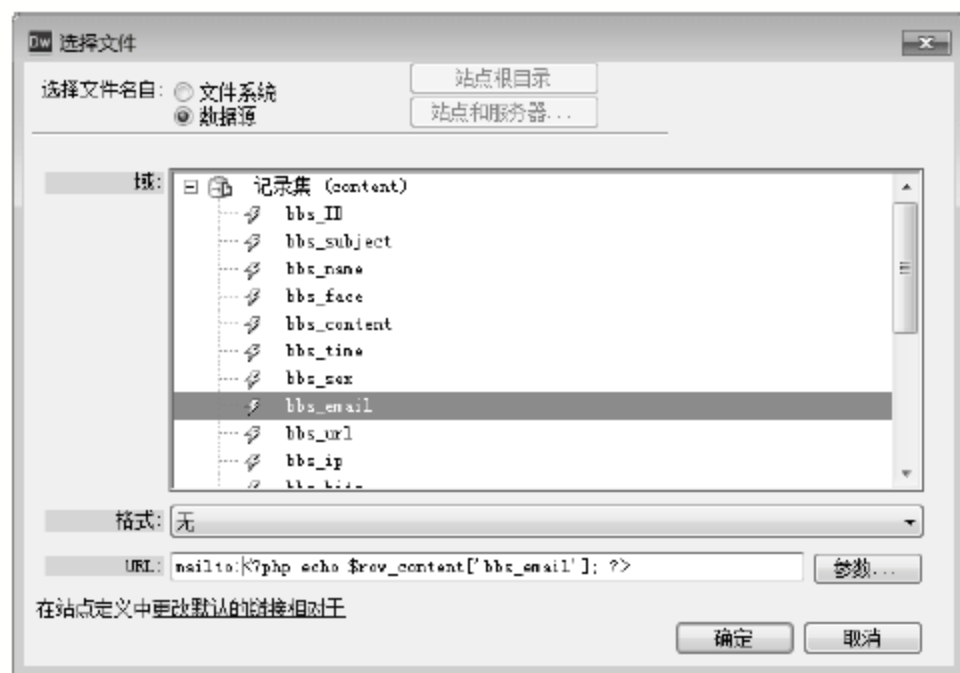 Dw 选择文件
选择文件名自: 文件系统
数据源
站点根目录
站点和服务器...
域:
记录集 (content)
bbs_ID
bbs_subject
bbs_name
bbs_face
bbs_content
bbs_time
bbs_sex
bbs_email
bbs_url
bbs_ip
格式: 无
URL: mailto:<?php echo $row_content['bbs_email']; ?> 参数...
在站点定义中更改默认的链接相对于
确定 取消